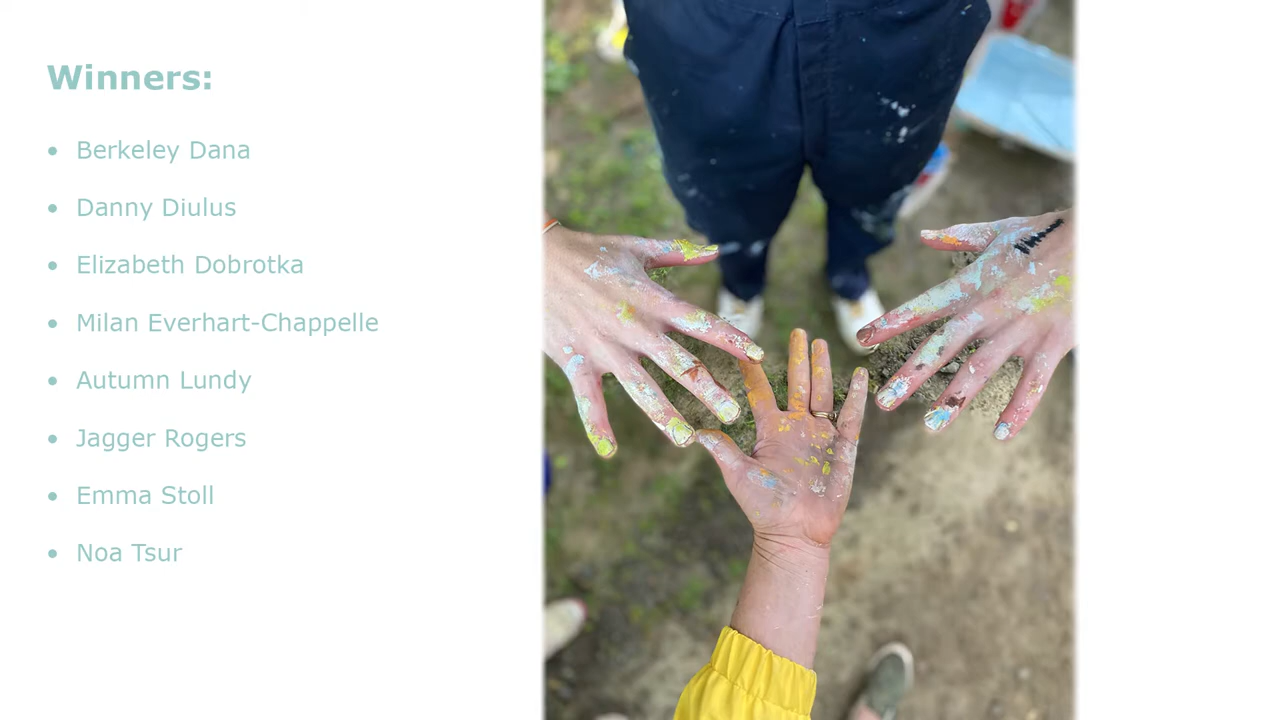 Winners:
• Berkeley Dana
• Danny Diulus
• Elizabeth Dobrotka
• Milan Everhart-Chappelle
• Autumn Lundy
• Jagger Rogers
• Emma Stoll
• Noa Tsur